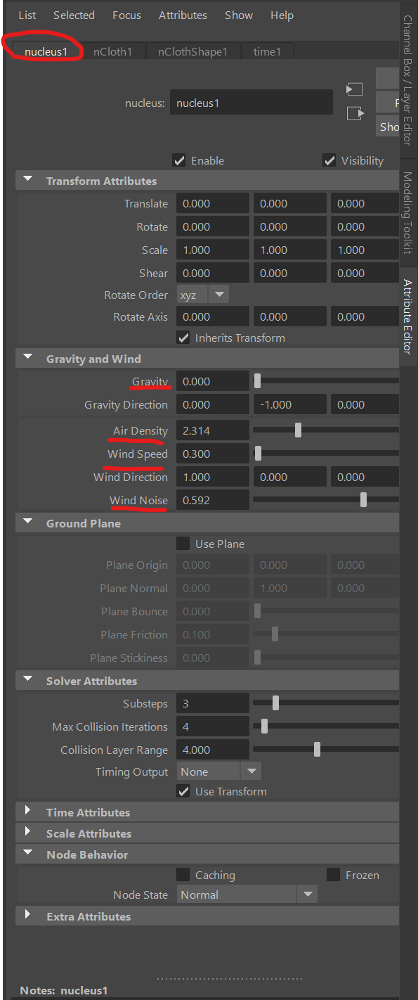 List Selected Focus Attributes Show Help
nucleus1 nCloth1 nClothShape1 time1
nucleus: nucleus1
Sho
Enable Visibility
Transform Attributes
Translate 0.000 0.000 0.000
Rotate 0.000 0.000 0.000
Scale 1.000 1.000 1.000
Shear 0.000 0.000 0.000
Rotate Order xyz
Rotate Axis 0.000 0.000 0.000
Inherits Transform
Gravity and Wind
Gravity 0.000
Gravity Direction 0.000 -1.000 0.000
Air Density 2.314
Wind Speed 0.300
Wind Direction 1.000 0.000 0.000
Wind Noise 0.592
Ground Plane
Use Plane
Plane Origin 0.000 0.000 0.000
Plane Normal 0.000 1.000 0.000
Plane Bounce 0.000
Plane Friction 0.100
Plane Stickiness 0.000
Solver Attributes
Substeps 3
Max Collision Iterations 4
Collision Layer Range 4.000
Timing Output None
Use Transform
Time Attributes
Scale Attributes
Node Behavior
Caching Frozen
Node State Normal
Extra Attributes
Notes: nucleus1
Channel Box / Layer Editor
Modeling Toolkit
Attribute Editor